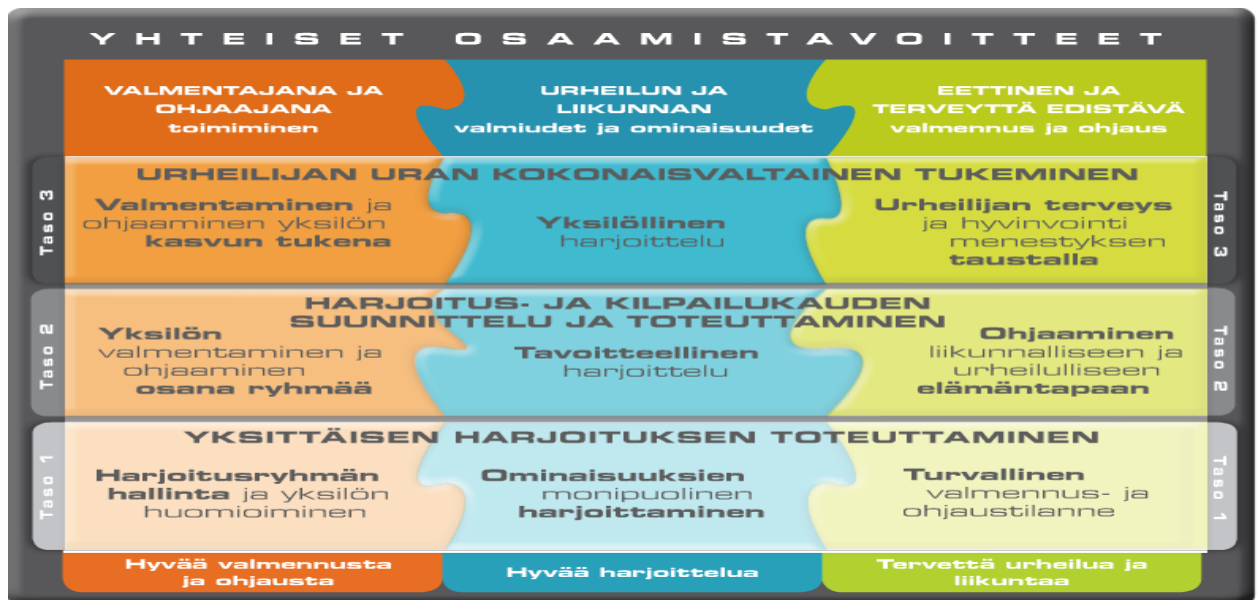 YHTEISET OSAAMISTAVOITTEET
VALMENTAJANA JA
OHJAAJANA
toimiminen
URHEILUN JA
LIIKUNNAN
valmiudet ja ominaisuudet
EETTINEN JA
TERVEYTTÄ EDISTÄVÄ
valmennus ja ohjaus
Taso 3
URHEILIJAN URAN KOKONAISVALTAINEN TUKEMINEN
Valmentaminen ja
ohjaaminen yksilön
kasvun tukena
Yksilöllinen
harjoittelu
Urheilijan terveys
ja hyvinvointi
menestyksen
taustalla
Taso 3
Taso 2
HARJOITUS- JA KILPAILUKAUDEN
SUUNNITTELU JA TOTEUTTAMINEN
Yksilön
valmentaminen ja
ohjaaminen
osana ryhmää
Tavoitteellinen
harjoittelu
Ohjaaminen
liikunnalliseen ja
urheilulliseen
elämäntapaan
Taso 2
Taso 1
YKSITTÄISEN HARJOITUKSEN TOTEUTTAMINEN
Harjoitusryhmän
hallinta ja yksilön
huomioiminen
Ominaisuuksien
monipuolinen
harjoittaminen
Turvallinen
valmennus- ja
ohjaustilanne
Taso 1
Hyvää valmennusta
ja ohjausta
Hyvää harjoittelua
Tervettä urheilua ja
liikuntaa